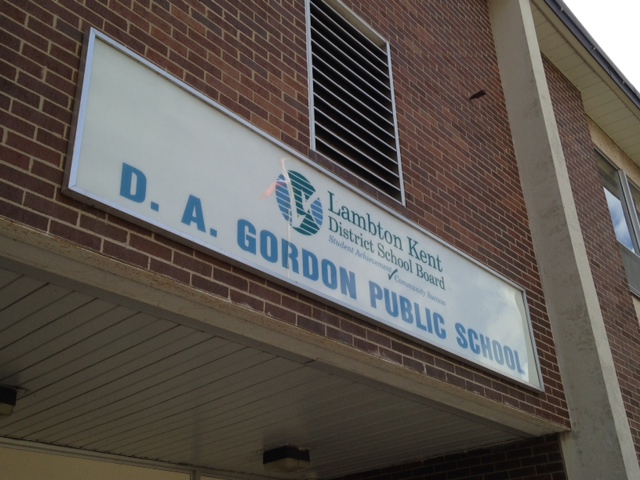 Lambton Kent
District School Board
Student Achievement ✓ Community Success
D. A. GORDON PUBLIC SCHOOL